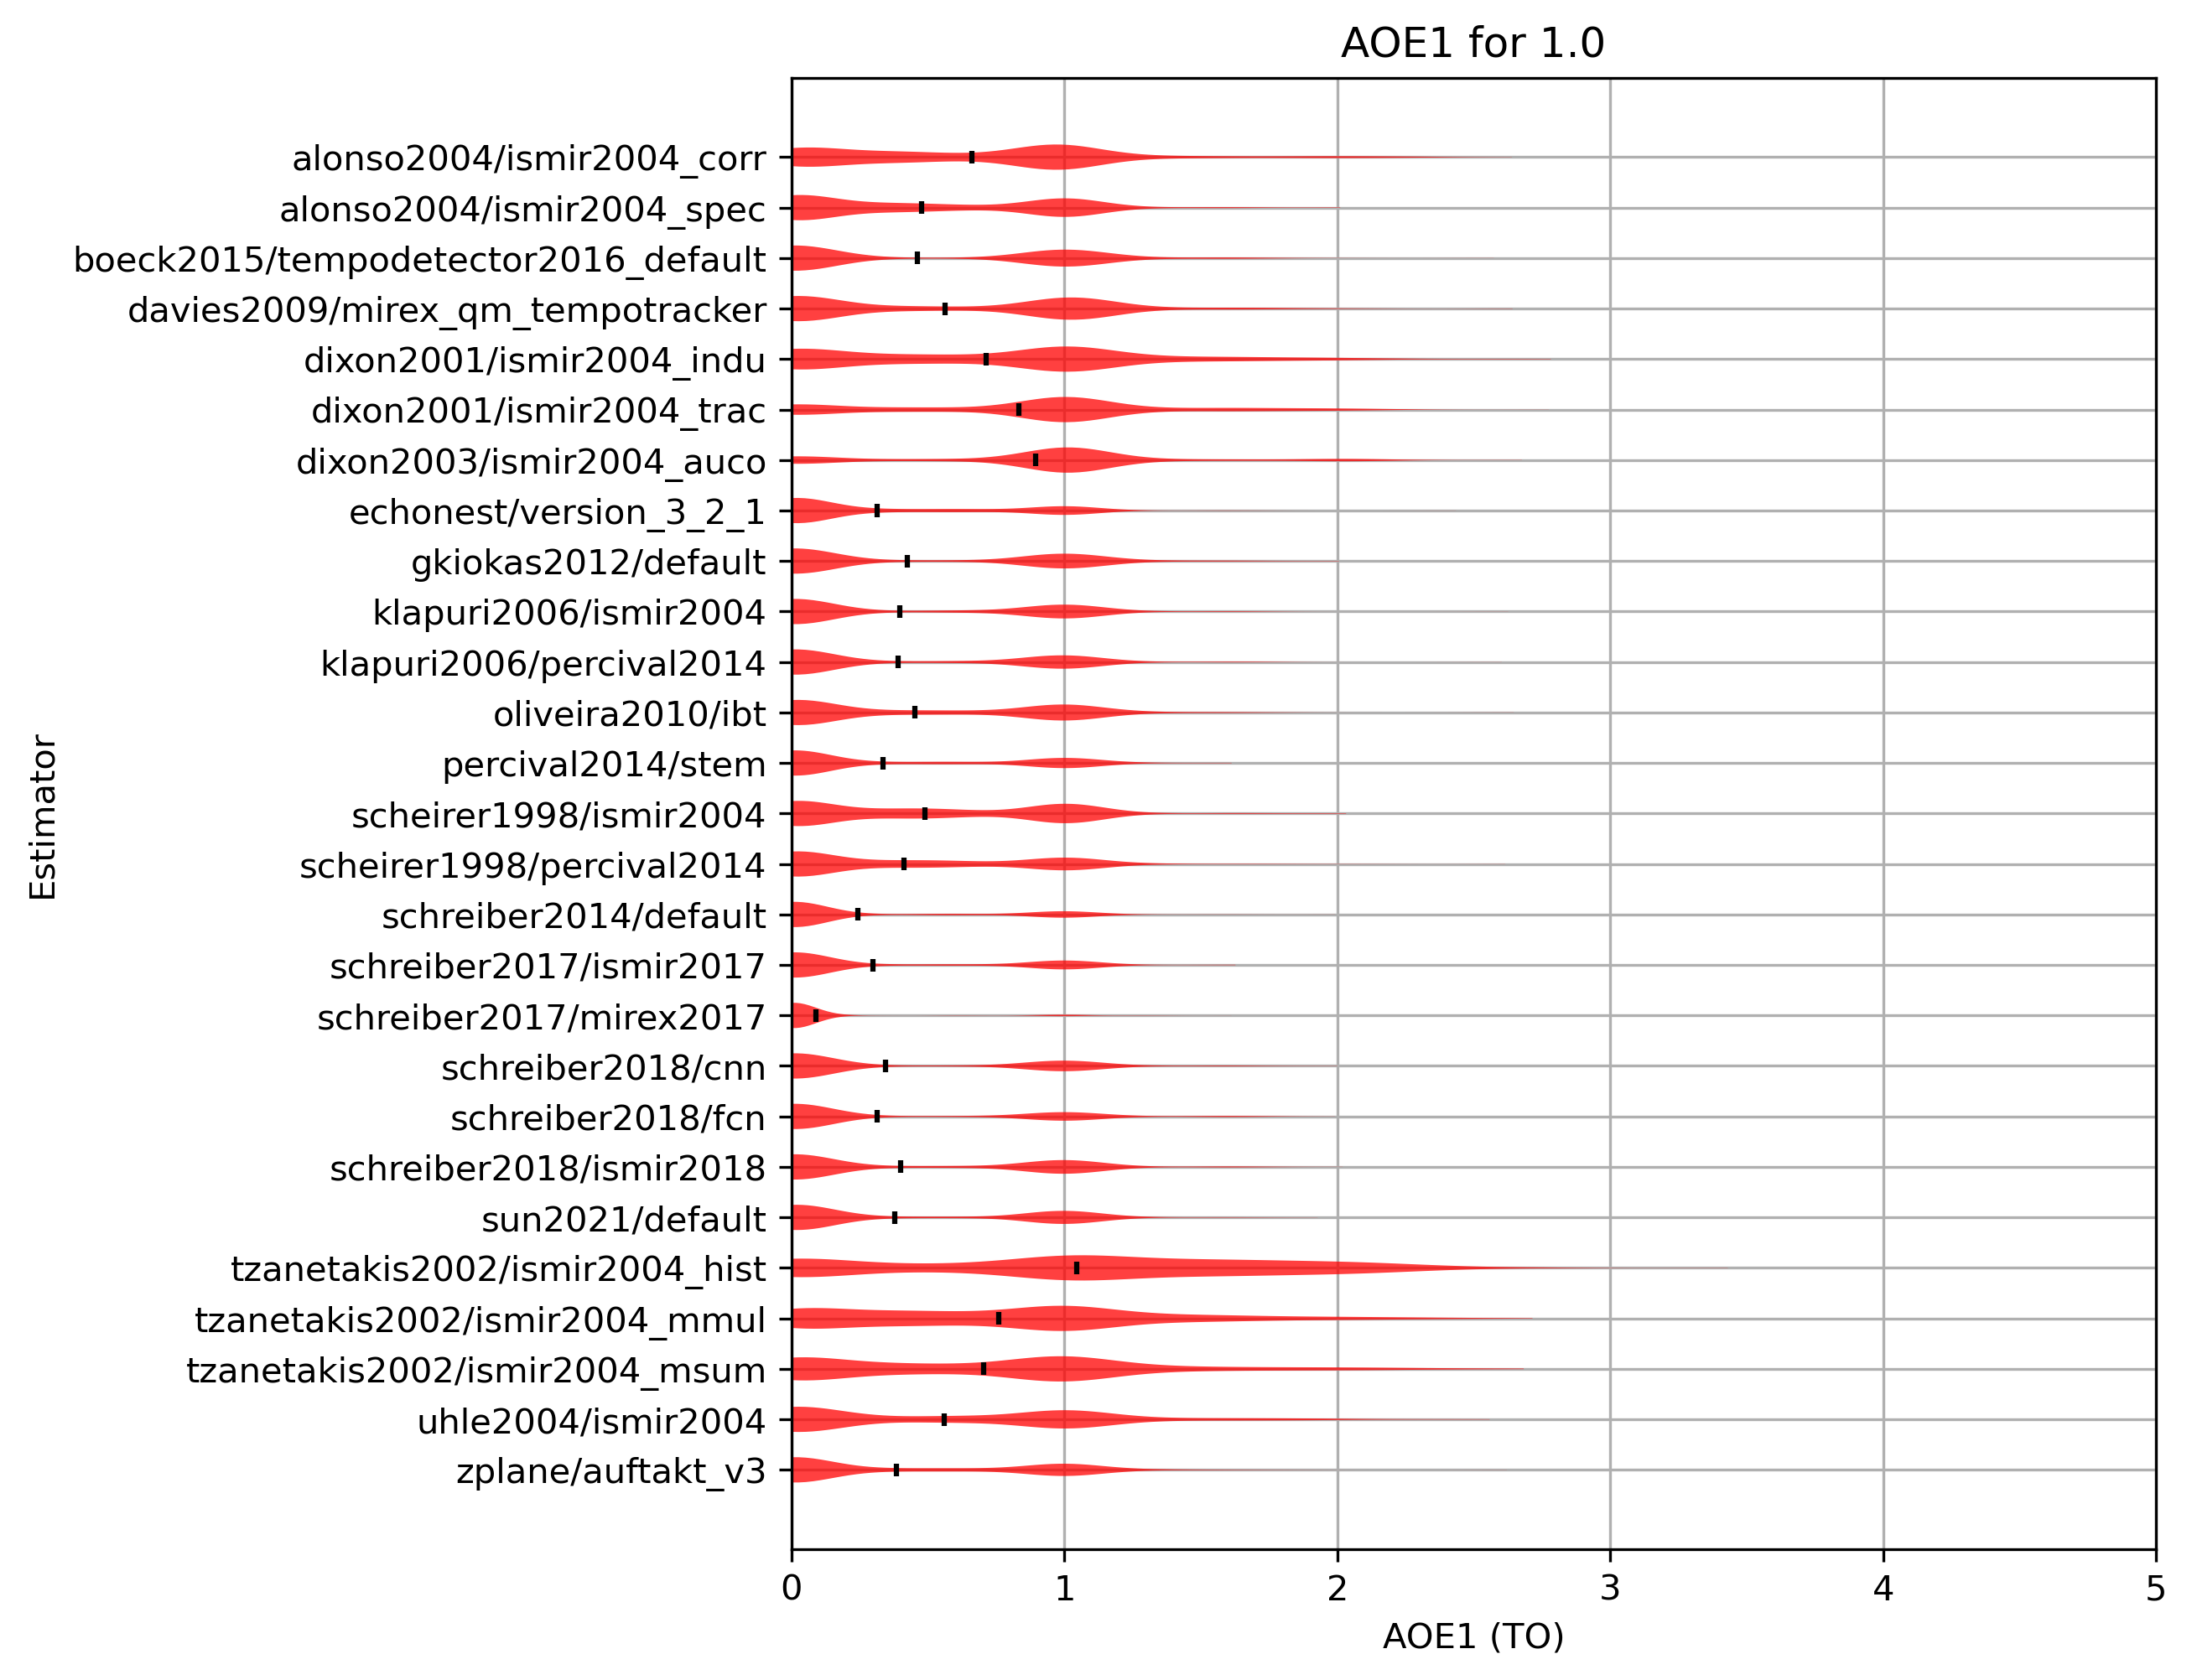 AOE1 for 1.0
alonso2004/ismir2004_corr
alonso2004/ismir2004_spec
boeck2015/tempodetector2016_default
davies2009/mirex_qm_tempotracker
dixon2001/ismir2004_indu
dixon2001/ismir2004_trac
dixon2003/ismir2004_auco
echonest/version_3_2_1
gkiokas2012/default
klapuri2006/ismir2004
klapuri2006/percival2014
oliveira2010/ibt
percival2014/stem
scheirer1998/ismir2004
scheirer1998/percival2014
schreiber2014/default
schreiber2017/ismir2017
schreiber2017/mirex2017
schreiber2018/cnn
schreiber2018/fcn
schreiber2018/ismir2018
sun2021/default
tzanetakis2002/ismir2004_hist
tzanetakis2002/ismir2004_mmul
tzanetakis2002/ismir2004_msum
uhle2004/ismir2004
zplane/auftakt_v3
Estimator
0 1 2 3 4 5
AOE1 (TO)